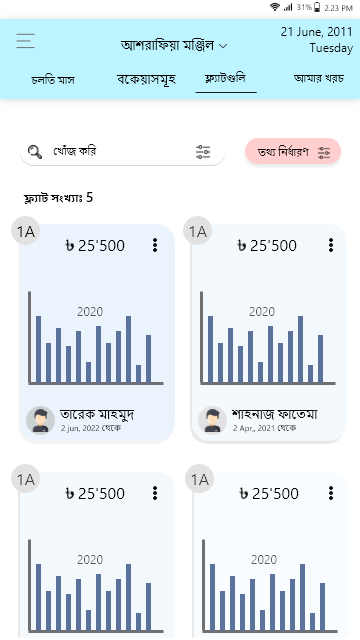 31% 2.23 PM
21 June, 2011
আশরাফিয়া মঞ্জিল
Tuesday
চলতি মাস বকেয়াসমূহ ফ্ল্যাটগুলি আমার খরচ
খোঁজ করি তথ্য নির্ধারণ
ফ্ল্যাট সংখ্যাঃ 5
1A 1A
৳ 25'500 ৳ 25'500
2020 2020
তারেক মাহমুদ শাহনাজ ফাতেমা
2 jun, 2022 থেকে 2 Apr,, 2021 থেকে
1A 1A
৳ 25'500 ৳ 25'500
2020 2020